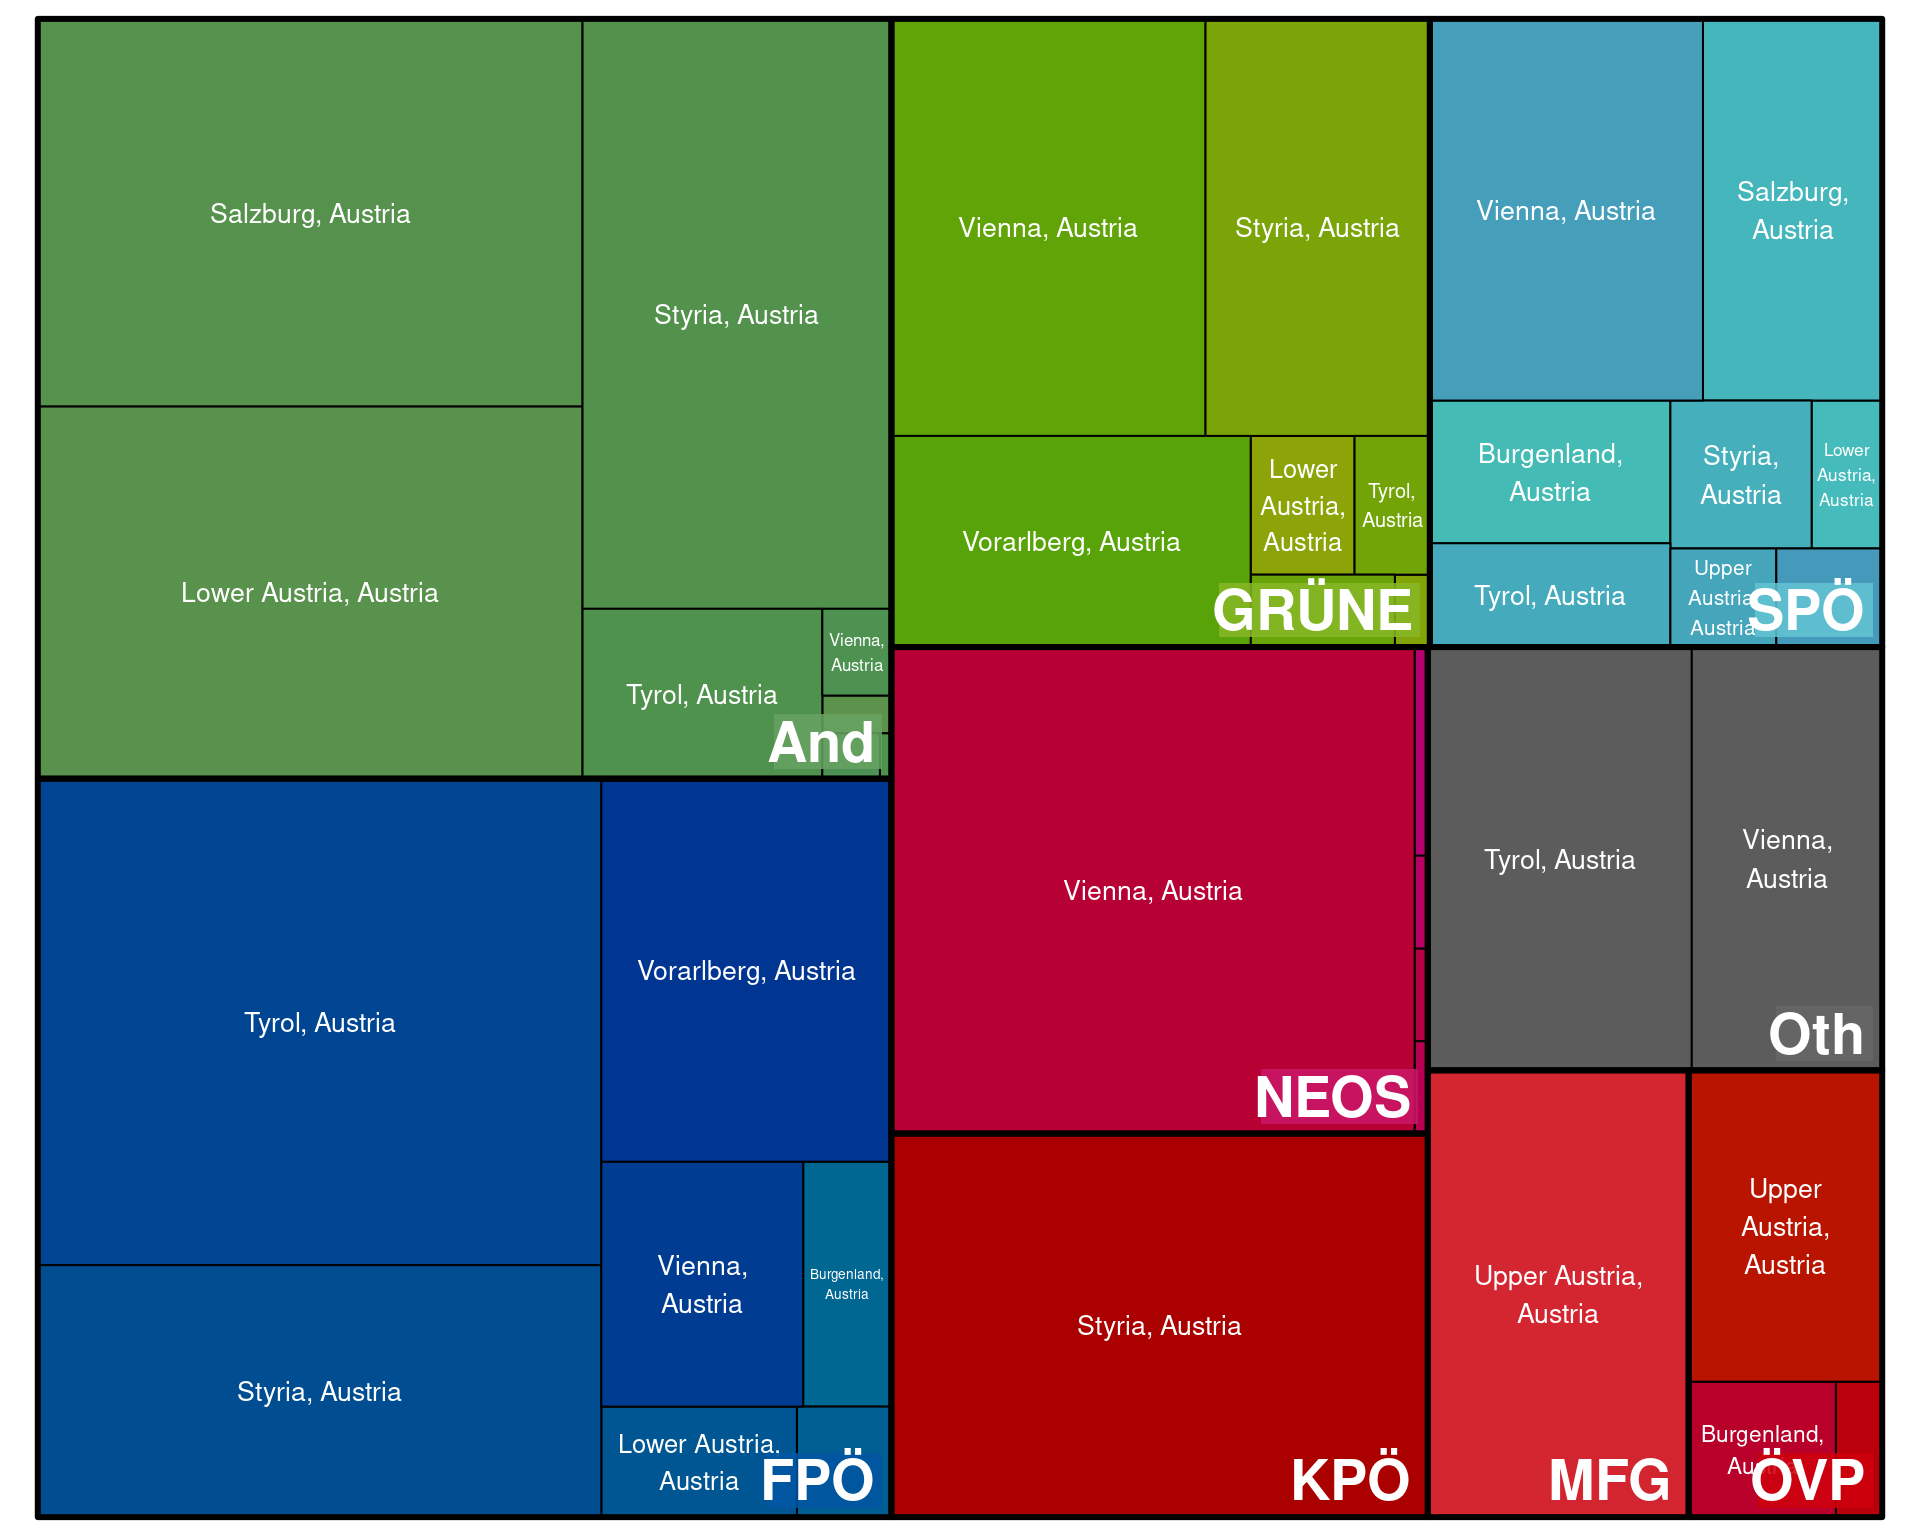 Salzburg, Austria
Lower Austria, Austria
Styria, Austria
Tyrol, Austria
Vienna,
Austria
And
Tyrol, Austria
Styria, Austria
Vorarlberg, Austria
Vienna,
Austria
Burgenland,
Austria
Lower Austria,
Austria
FPÖ
Vienna, Austria
Styria, Austria
Vorarlberg, Austria
Lower
Austria,
Austria
Tyrol,
Austria
GRÜNE
Vienna, Austria
NEOS
Styria, Austria
KPÖ
Vienna, Austria
Salzburg,
Austria
Burgenland,
Austria
Styria,
Austria
Lower
Austria,
Austria
Tyrol, Austria
Upper
Austria,
Austria
SPÖ
Tyrol, Austria
Vienna,
Austria
Oth
Upper Austria,
Austria
MFG
Upper
Austria,
Austria
Burgenland,
Austria
ÖVP